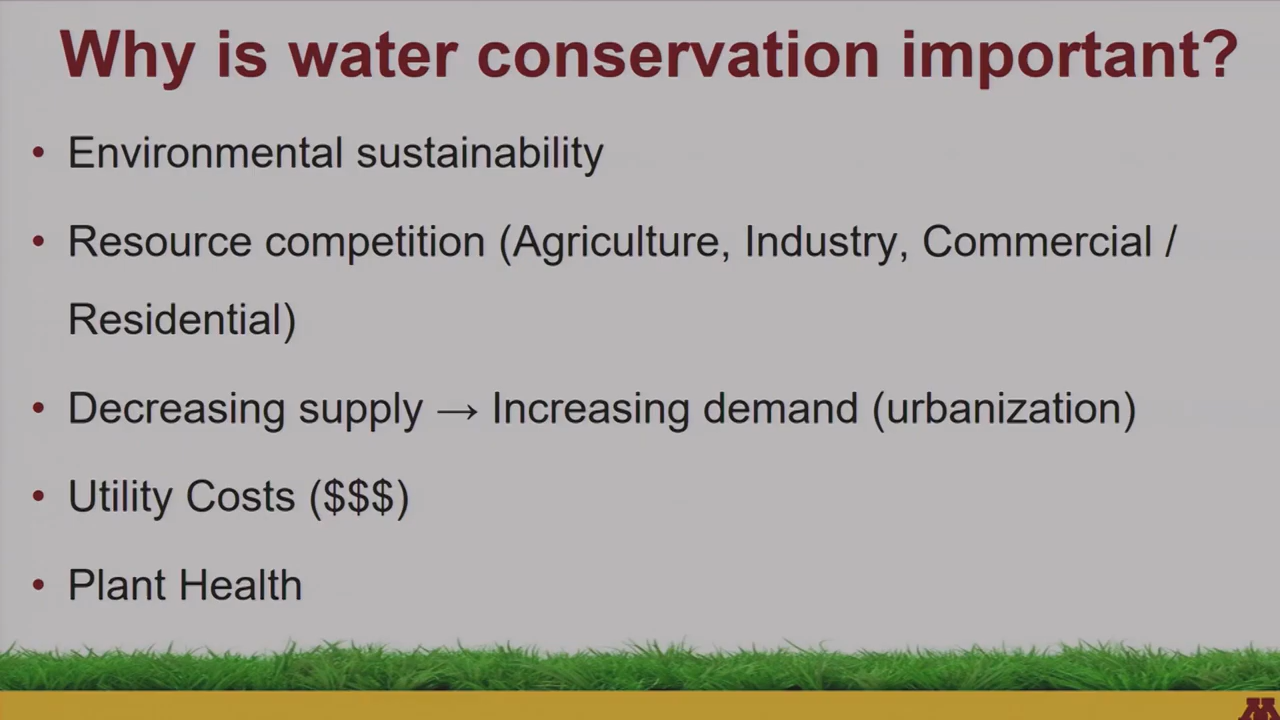 Why is water conservation important?
• Environmental sustainability
• Resource competition (Agriculture, Industry, Commercial /
Residential)
• Decreasing supply → Increasing demand (urbanization)
• Utility Costs ($$$)
• Plant Health
M